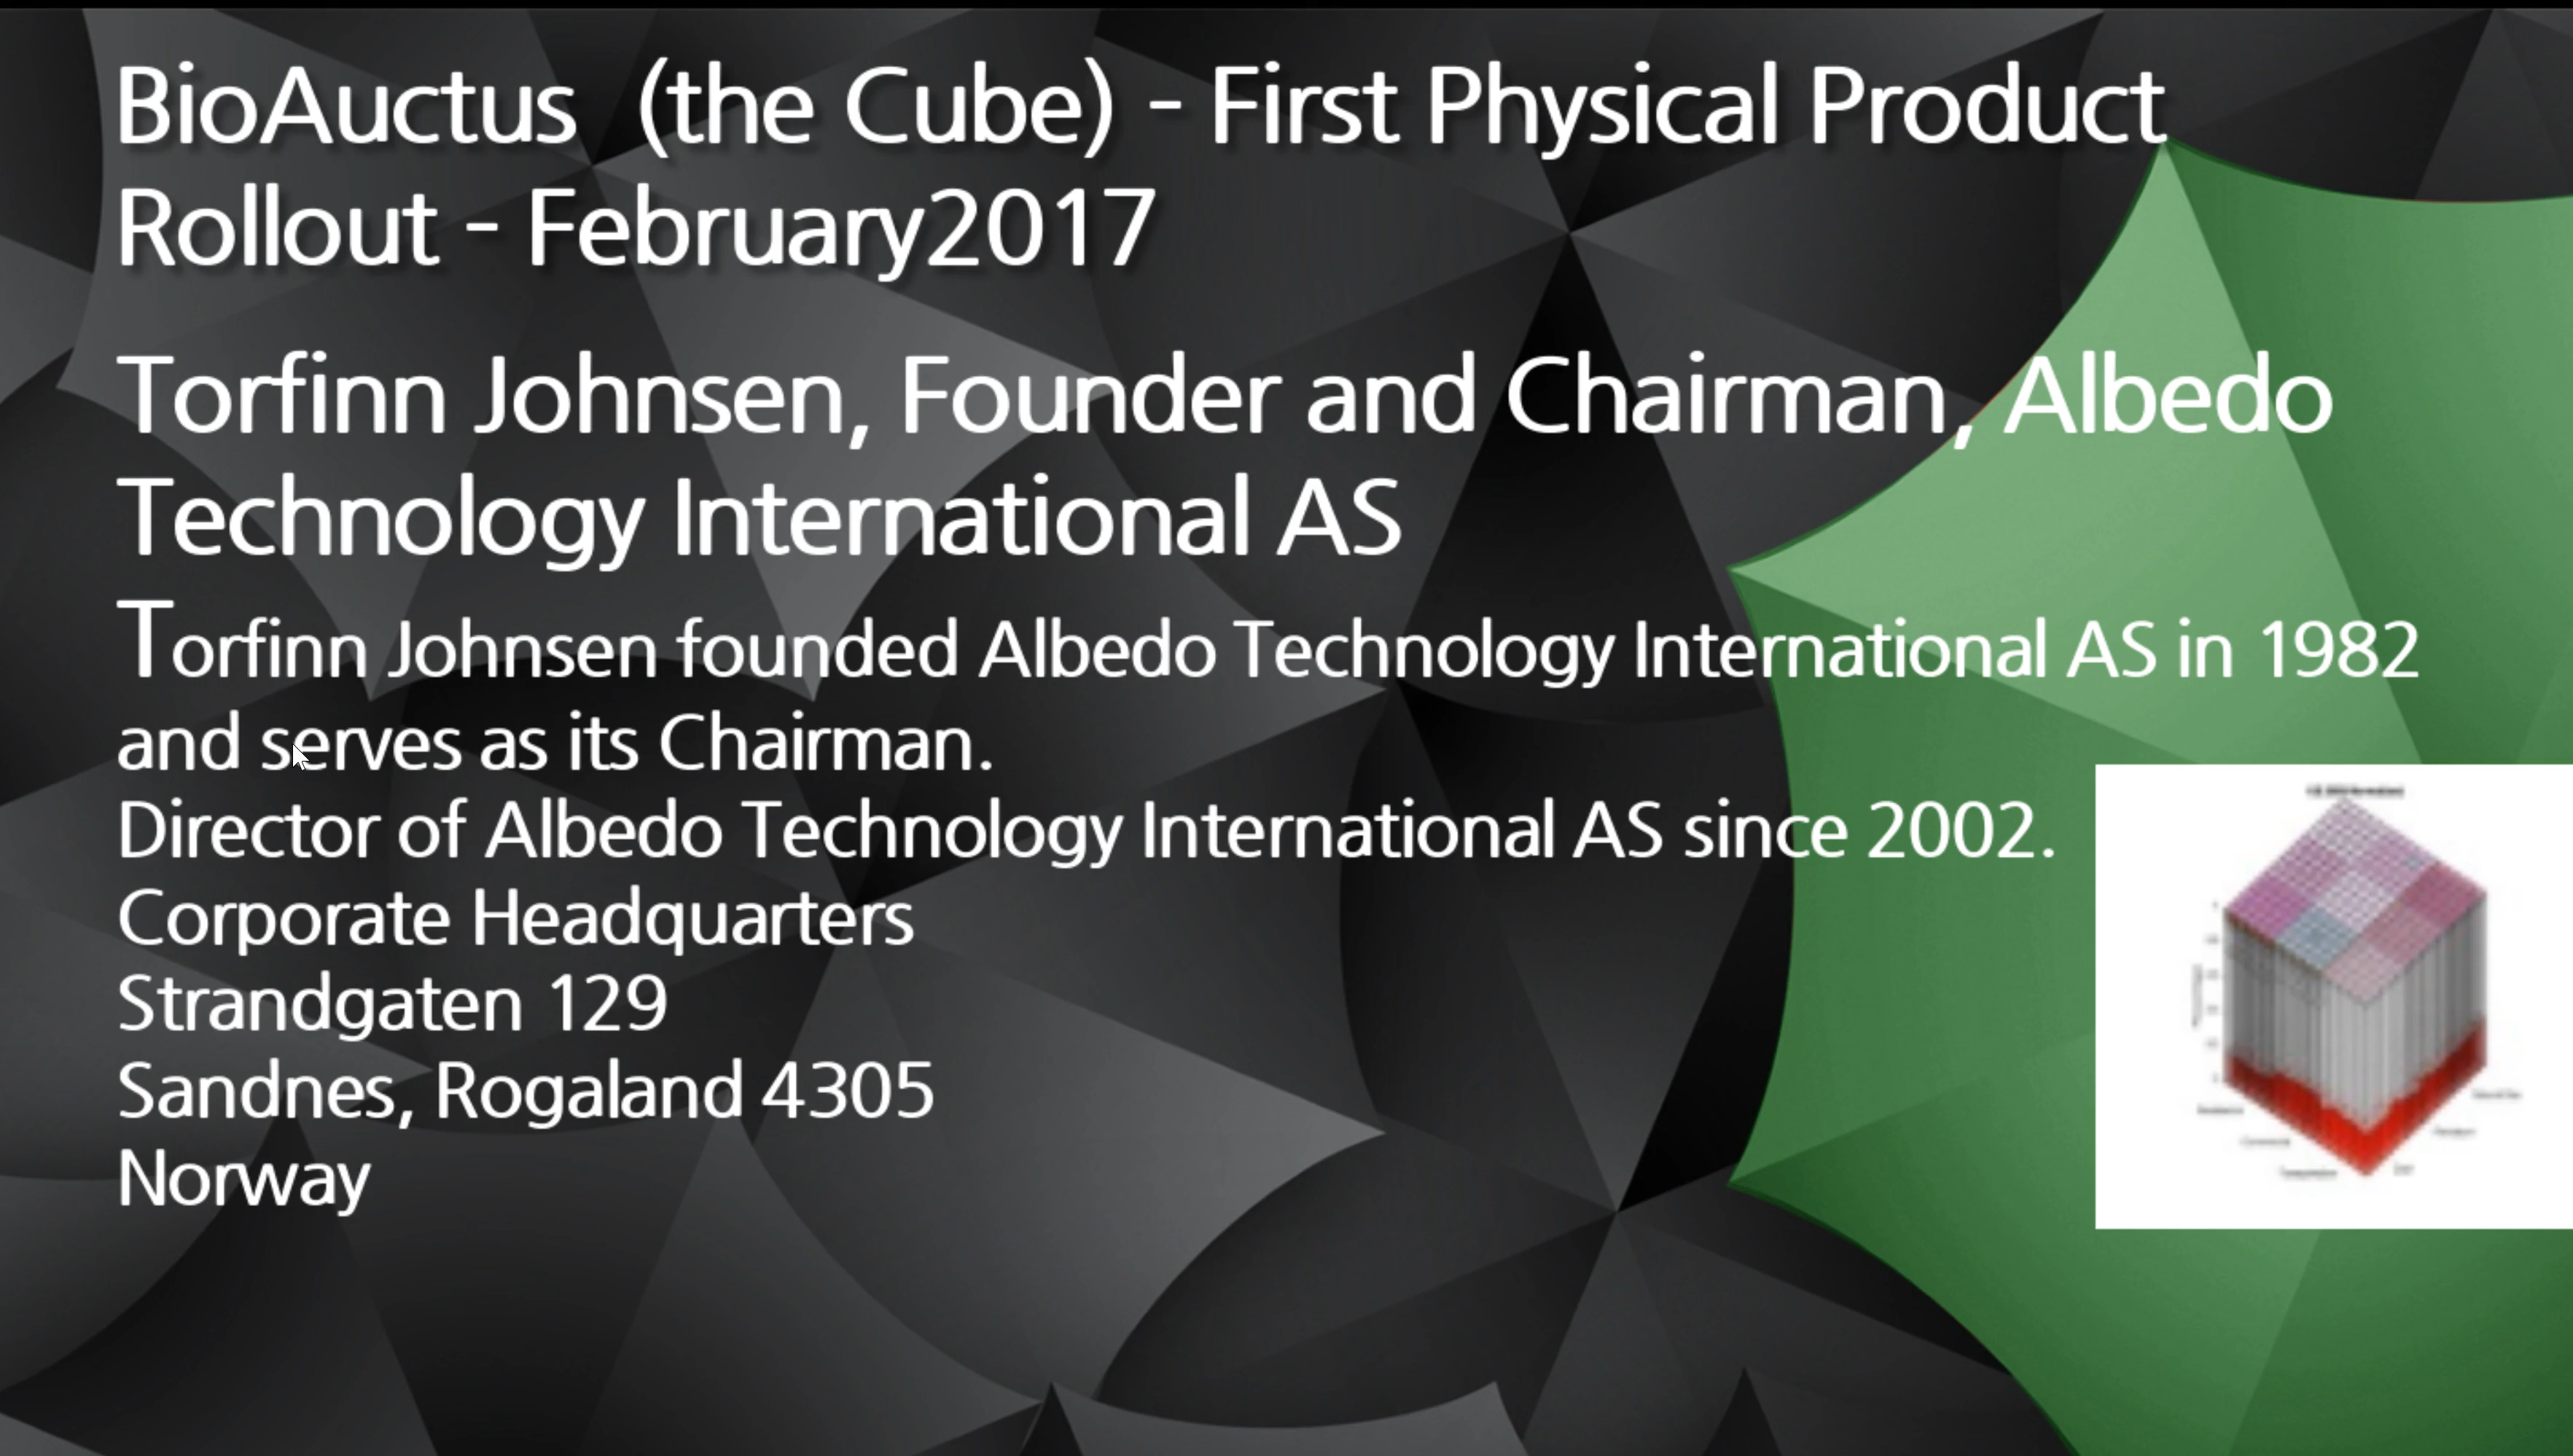 BioAuctus  (the Cube) - First Physical Product
Rollout - February2017
Torfinn Johnsen, Founder and Chairman, Albedo
Technology International AS
Torfinn Johnsen founded Albedo Technology International AS in 1982
and serves as its Chairman.
Director of Albedo Technology International AS since 2002.
Corporate Headquarters
Strandgaten 129
Sandnes, Rogaland 4305
Norway